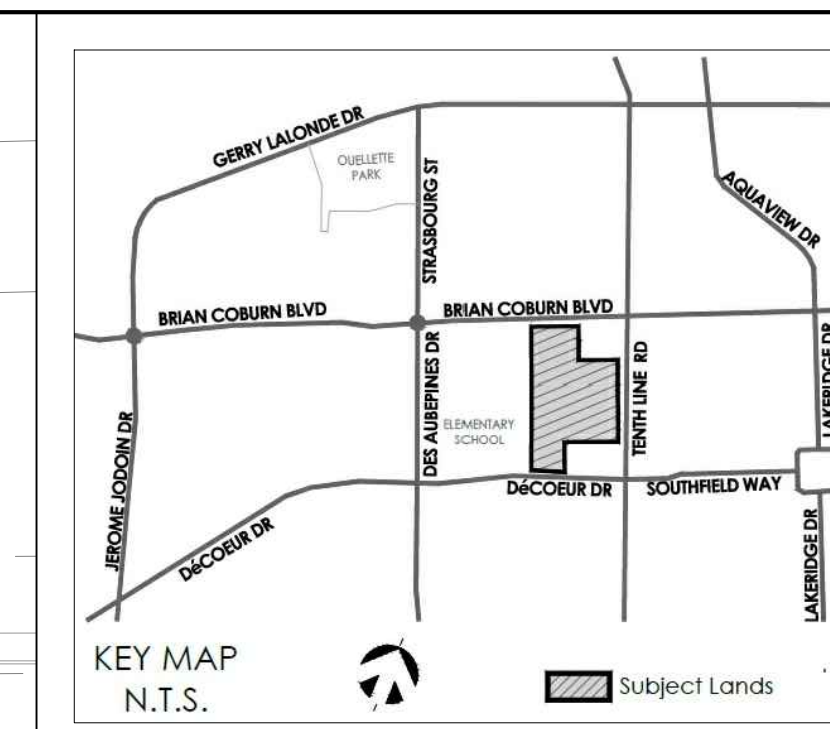 GERRY LALONDE DR
OUELLETTE
PARK
STRASBOURG ST
AQUAVIEW DR
BRIAN COBURN BLVD
BRIAN COBURN BLVD
LAKERIDGE DR
DES AUBEPINES DR
TENTH LINE RD
ELEMENTARY
SCHOOL
JEROME JODOIN DR
DéCOEUR DR
DéCOEUR DR
SOUTHFIELD WAY
LAKERIDGE DR
KEY MAP
N.T.S.
Subject Lands